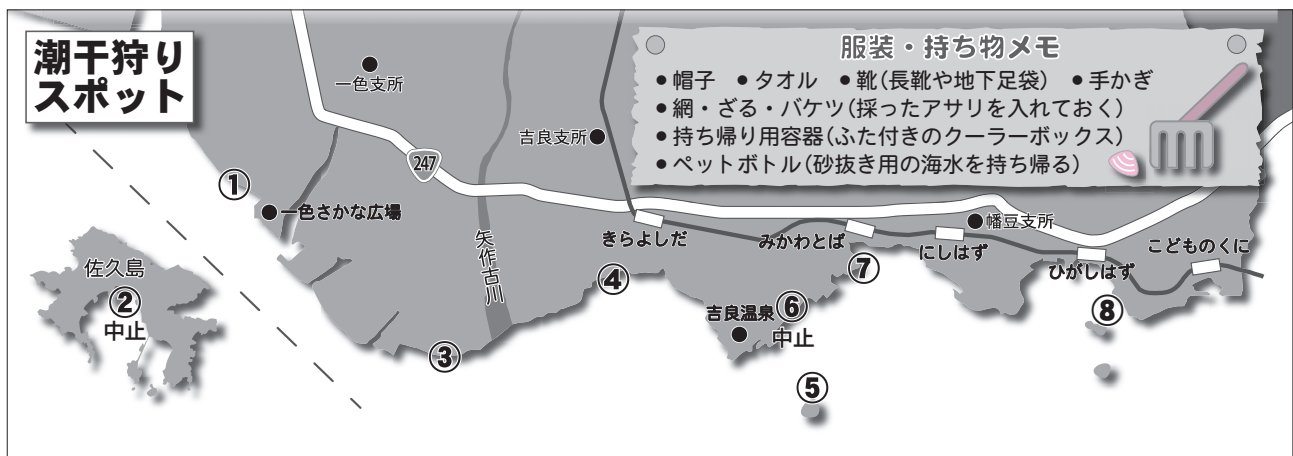 潮干狩り
スポット
服装・持ち物メモ
●帽子 ●タオル ●靴(長靴や地下足袋) ●手かぎ
●網・ざる・バケツ(採ったアサリを入れておく)
●持ち帰り用容器(ふた付きのクーラーボックス)
●ペットボトル(砂抜き用の海水を持ち帰る)
一色支所
吉良支所
247
①
一色さかな広場
矢作古川
きらよしだ
みかわとば
幡豆支所
にしはず
ひがしはず
こどものくに
佐久島
②
中止
③
④
⑦
吉良温泉
⑥
中止
⑧
⑤